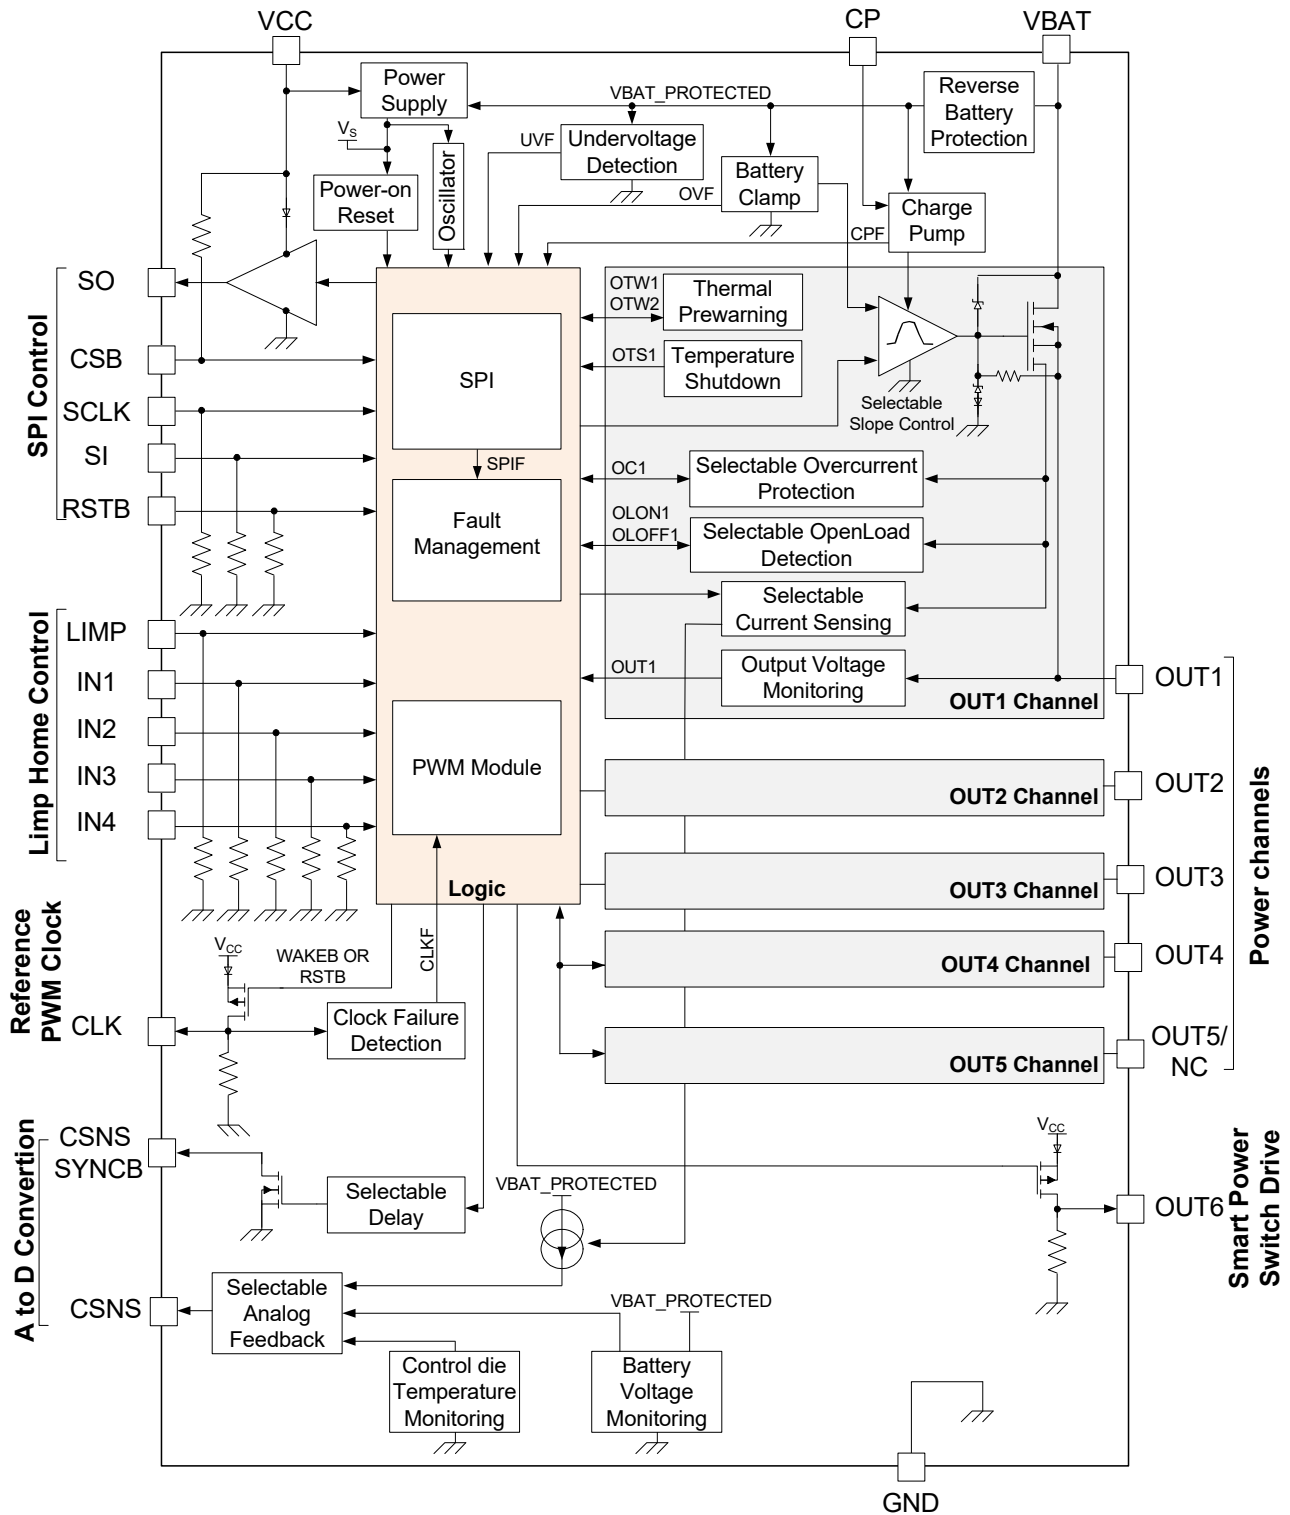 VCC
CP
VBAT
Power
Supply
VBAT_PROTECTED
Reverse
Battery
Protection
VS
UVF
Undervoltage
Detection
Oscillator
Power-on
Reset
OVF
Battery
Clamp
Charge
Pump
CPF
SPI Control
SO
CSB
SCLK
SI
RSTB
OTW1
OTW2
Thermal
Prewarning
OTS1
Temperature
Shutdown
SPI
Selectable
Slope Control
SPIF
OC1
Selectable Overcurrent
Protection
Fault
Management
OLON1
OLOFF1
Selectable OpenLoad
Detection
Selectable
Current Sensing
OUT1
Output Voltage
Monitoring
OUT1 Channel
OUT1
Limp Home Control
LIMP
IN1
IN2
IN3
IN4
PWM Module
Logic
OUT2 Channel
OUT2
OUT3 Channel
OUT3
OUT4 Channel
OUT4
OUT5 Channel
OUT5/
NC
Power channels
Reference
PWM Clock
VCC
WAKEB OR
RSTB
CLKF
CLK
Clock Failure
Detection
A to D Convertion
CSNS
SYNCB
Selectable
Delay
VBAT_PROTECTED
VCC
OUT6
Smart Power
Switch Drive
CSNS
Selectable
Analog
Feedback
VBAT_PROTECTED
Control die
Temperature
Monitoring
Battery
Voltage
Monitoring
GND